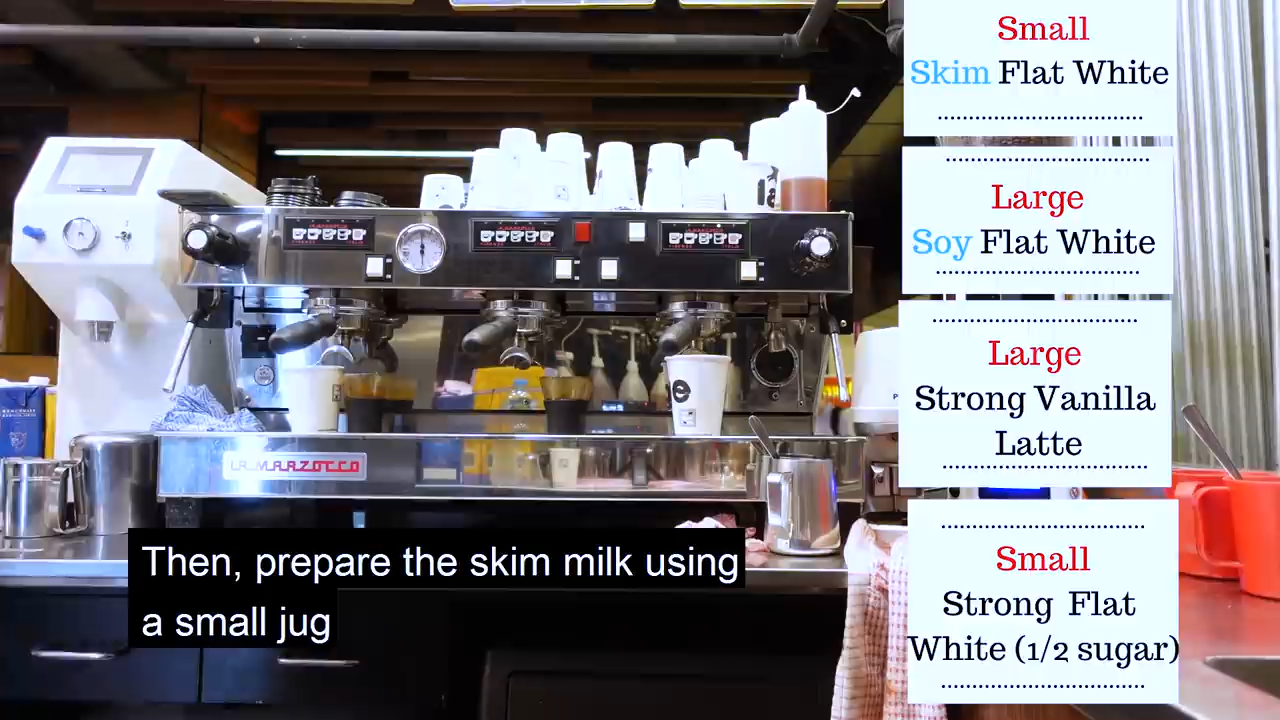 Small
Skim Flat White
Large
Soy Flat White
Large
Strong Vanilla
Latte
Small
Strong Flat
White (1/2 sugar)
LA MARZOCCO
Then, prepare the skim milk using
a small jug